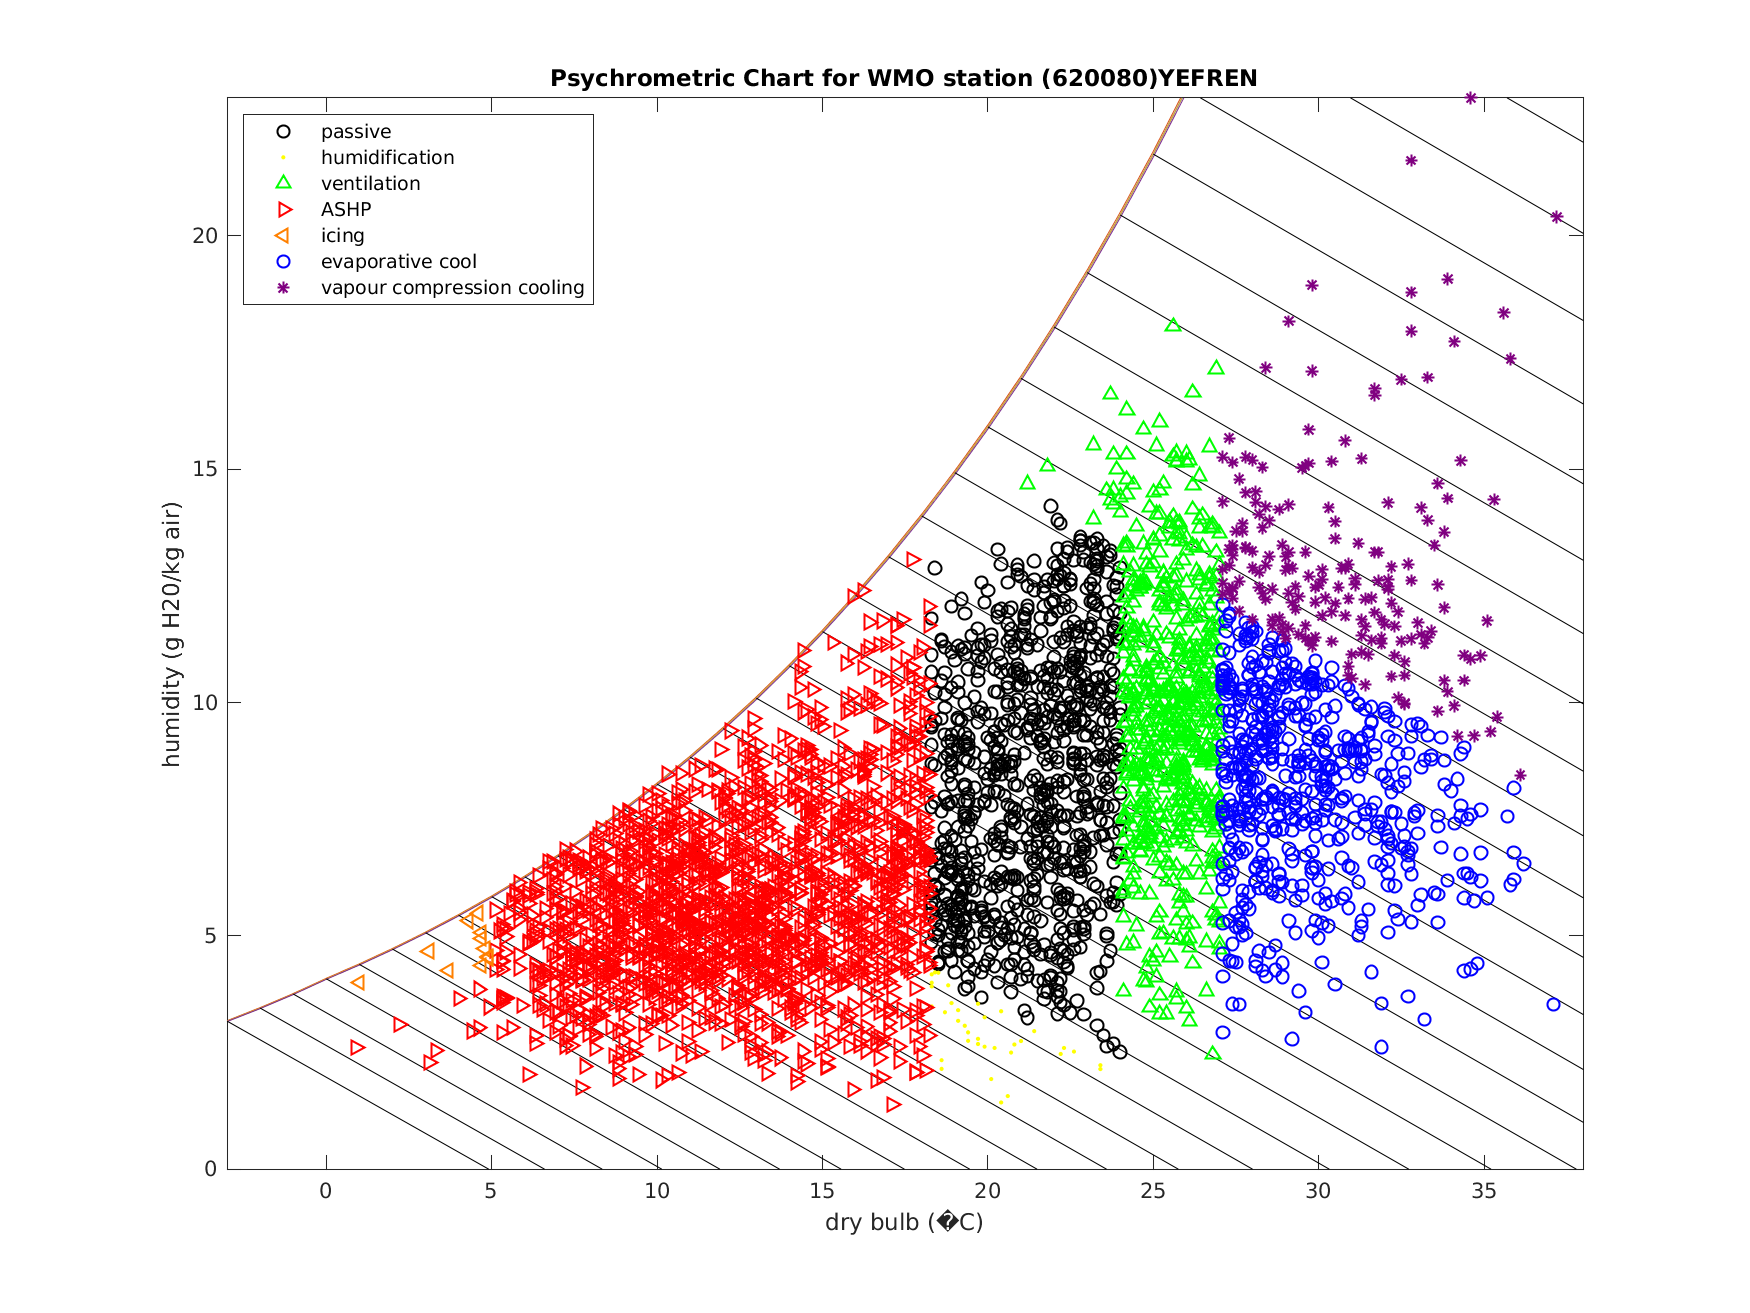 Psychrometric Chart for WMO station (620080)YEFREN
passive
humidification
ventilation
ASHP
icing
evaporative cool
vapour compression cooling
humidity (g H20/kg air)
20
15
10
5
0
0 5 10 15 20 25 30 35
dry bulb (�C)